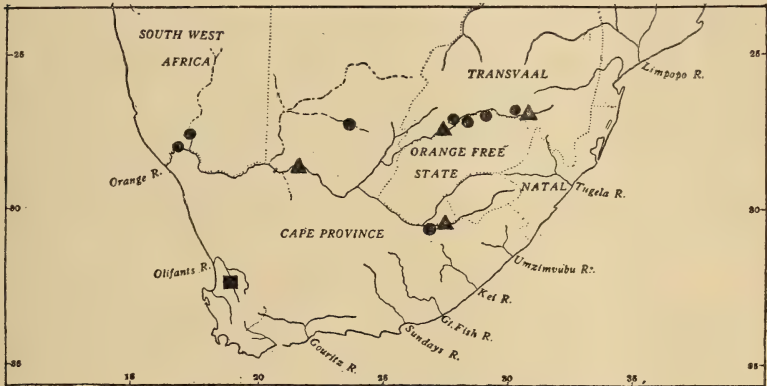 SOUTH WEST
AFRICA
25
25
TRANSVAAL
Limpopo R.
ORANGE FREE
STATE
Orange R.
NATAL
Tugela R.
30
30
CAPE PROVINCE
Olifants R.
Umzimvubu R.
Kei R.
Gt. Fish R.
Sundays R.
Gouritz R.
35
35
15
20
25
30
35